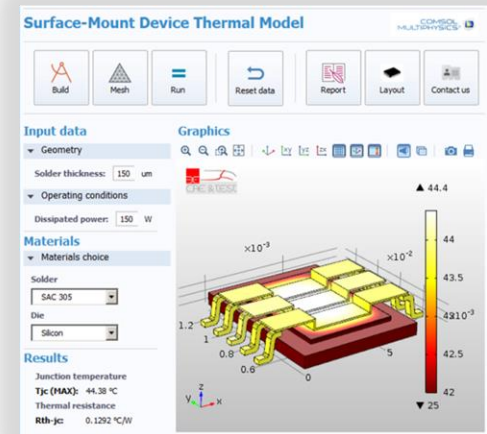 Surface-Mount Device Thermal Model
COMSOL
MULTIPHYSICS®
Build
Mesh
Run
Reset data
Report
Layout
Contact us
Input data
Geometry
Solder thickness: 150 um
Operating conditions
Dissipated power: 150 W
Materials
Materials choice
Solder
SAC 305
Die
Silicon
Results
Junction temperature
Tjc (MAX): 44.38 °C
Thermal resistance
Rth-jc: 0.1292 °C/W
Graphics
CAE & TEST
▲ 44.4
×10⁻³
×10⁻²
44
43.5
42.5
42
1.2
1
0.8
0.6
5
0
▼ 25
z
y
x